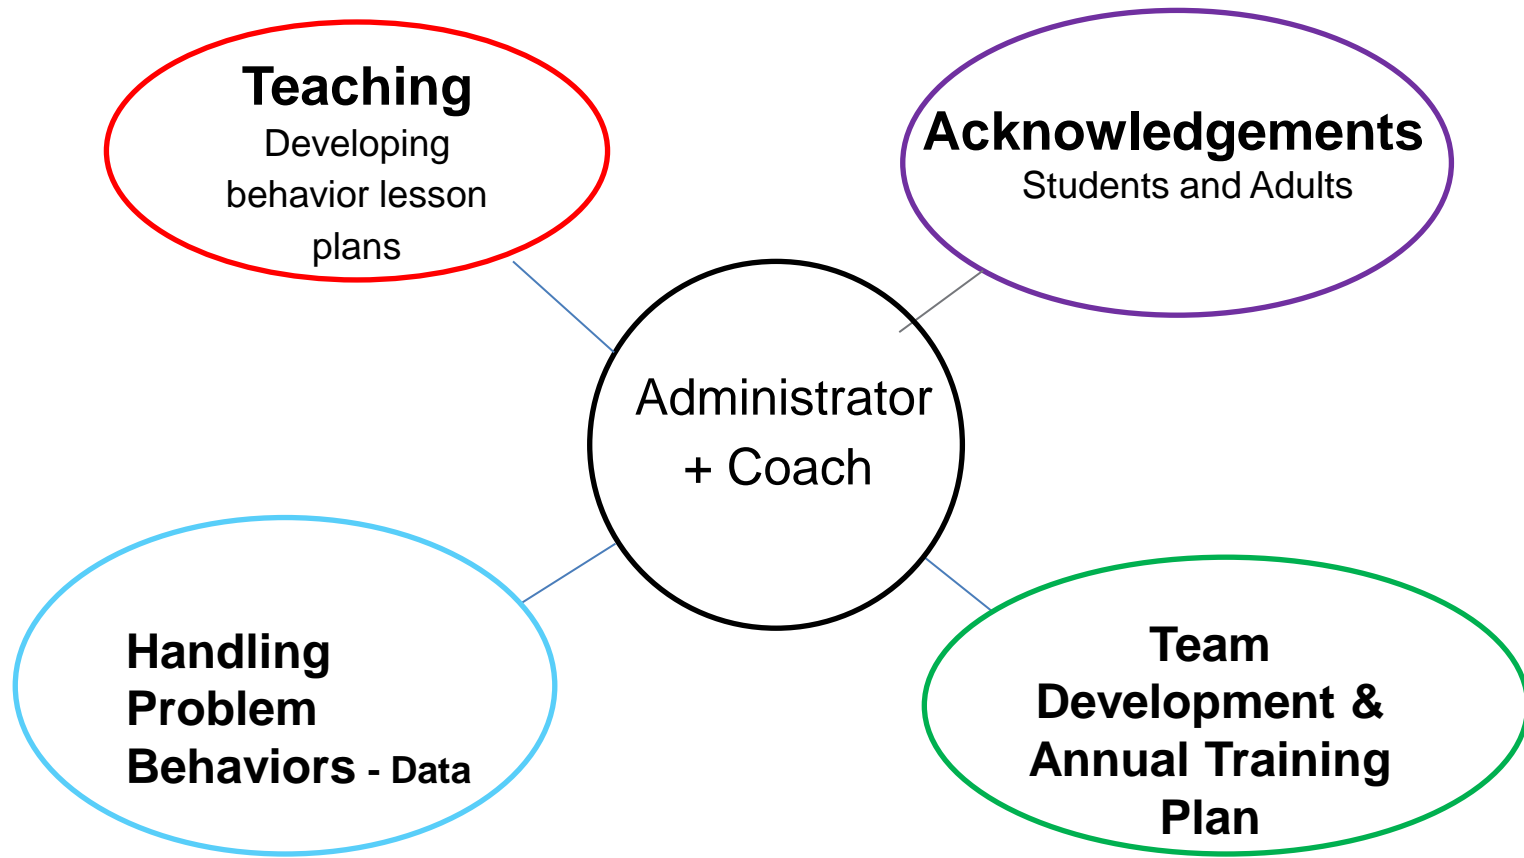 Teaching
Developing
behavior lesson
plans
Acknowledgements
Students and Adults
Administrator
+ Coach
Handling
Problem
Behaviors - Data
Team
Development &
Annual Training
Plan